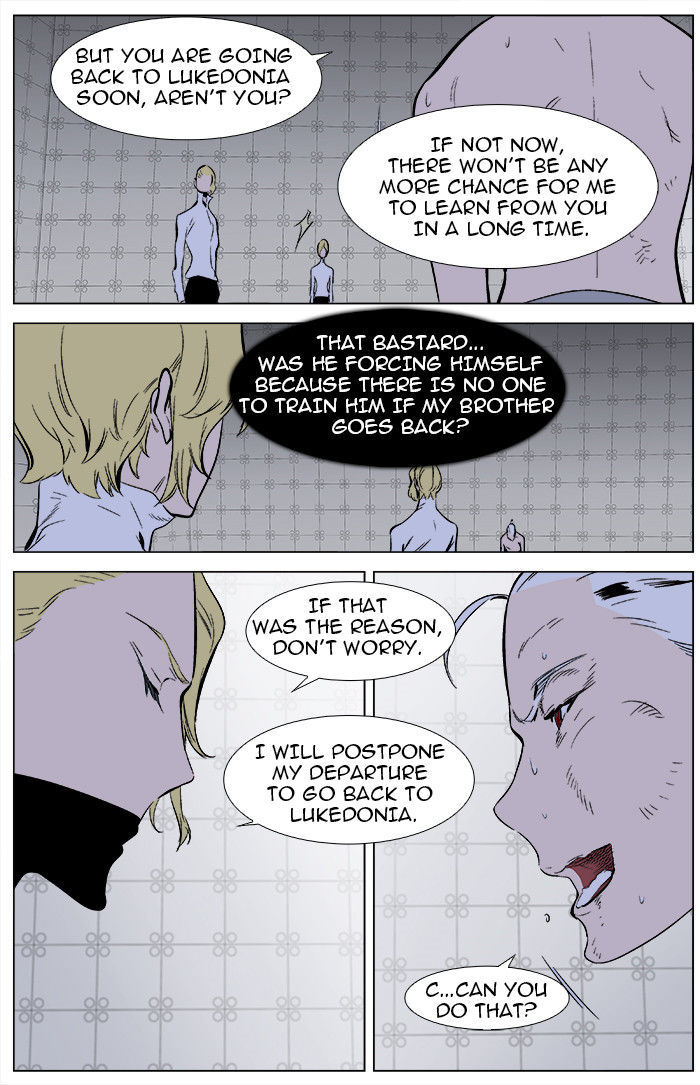 BUT YOU ARE GOING
BACK TO LUKEDONIA
SOON, AREN'T YOU?
IF NOT NOW,
THERE WON'T BE ANY
MORE CHANCE FOR ME
TO LEARN FROM YOU
IN A LONG TIME.
THAT BASTARD...
WAS HE FORCING HIMSELF
BECAUSE THERE IS NO ONE
TO TRAIN HIM IF MY BROTHER
GOES BACK?
IF THAT
WAS THE REASON,
DON'T WORRY.
I WILL POSTPONE
MY DEPARTURE
TO GO BACK TO
LUKEDONIA.
C...CAN YOU
DO THAT?